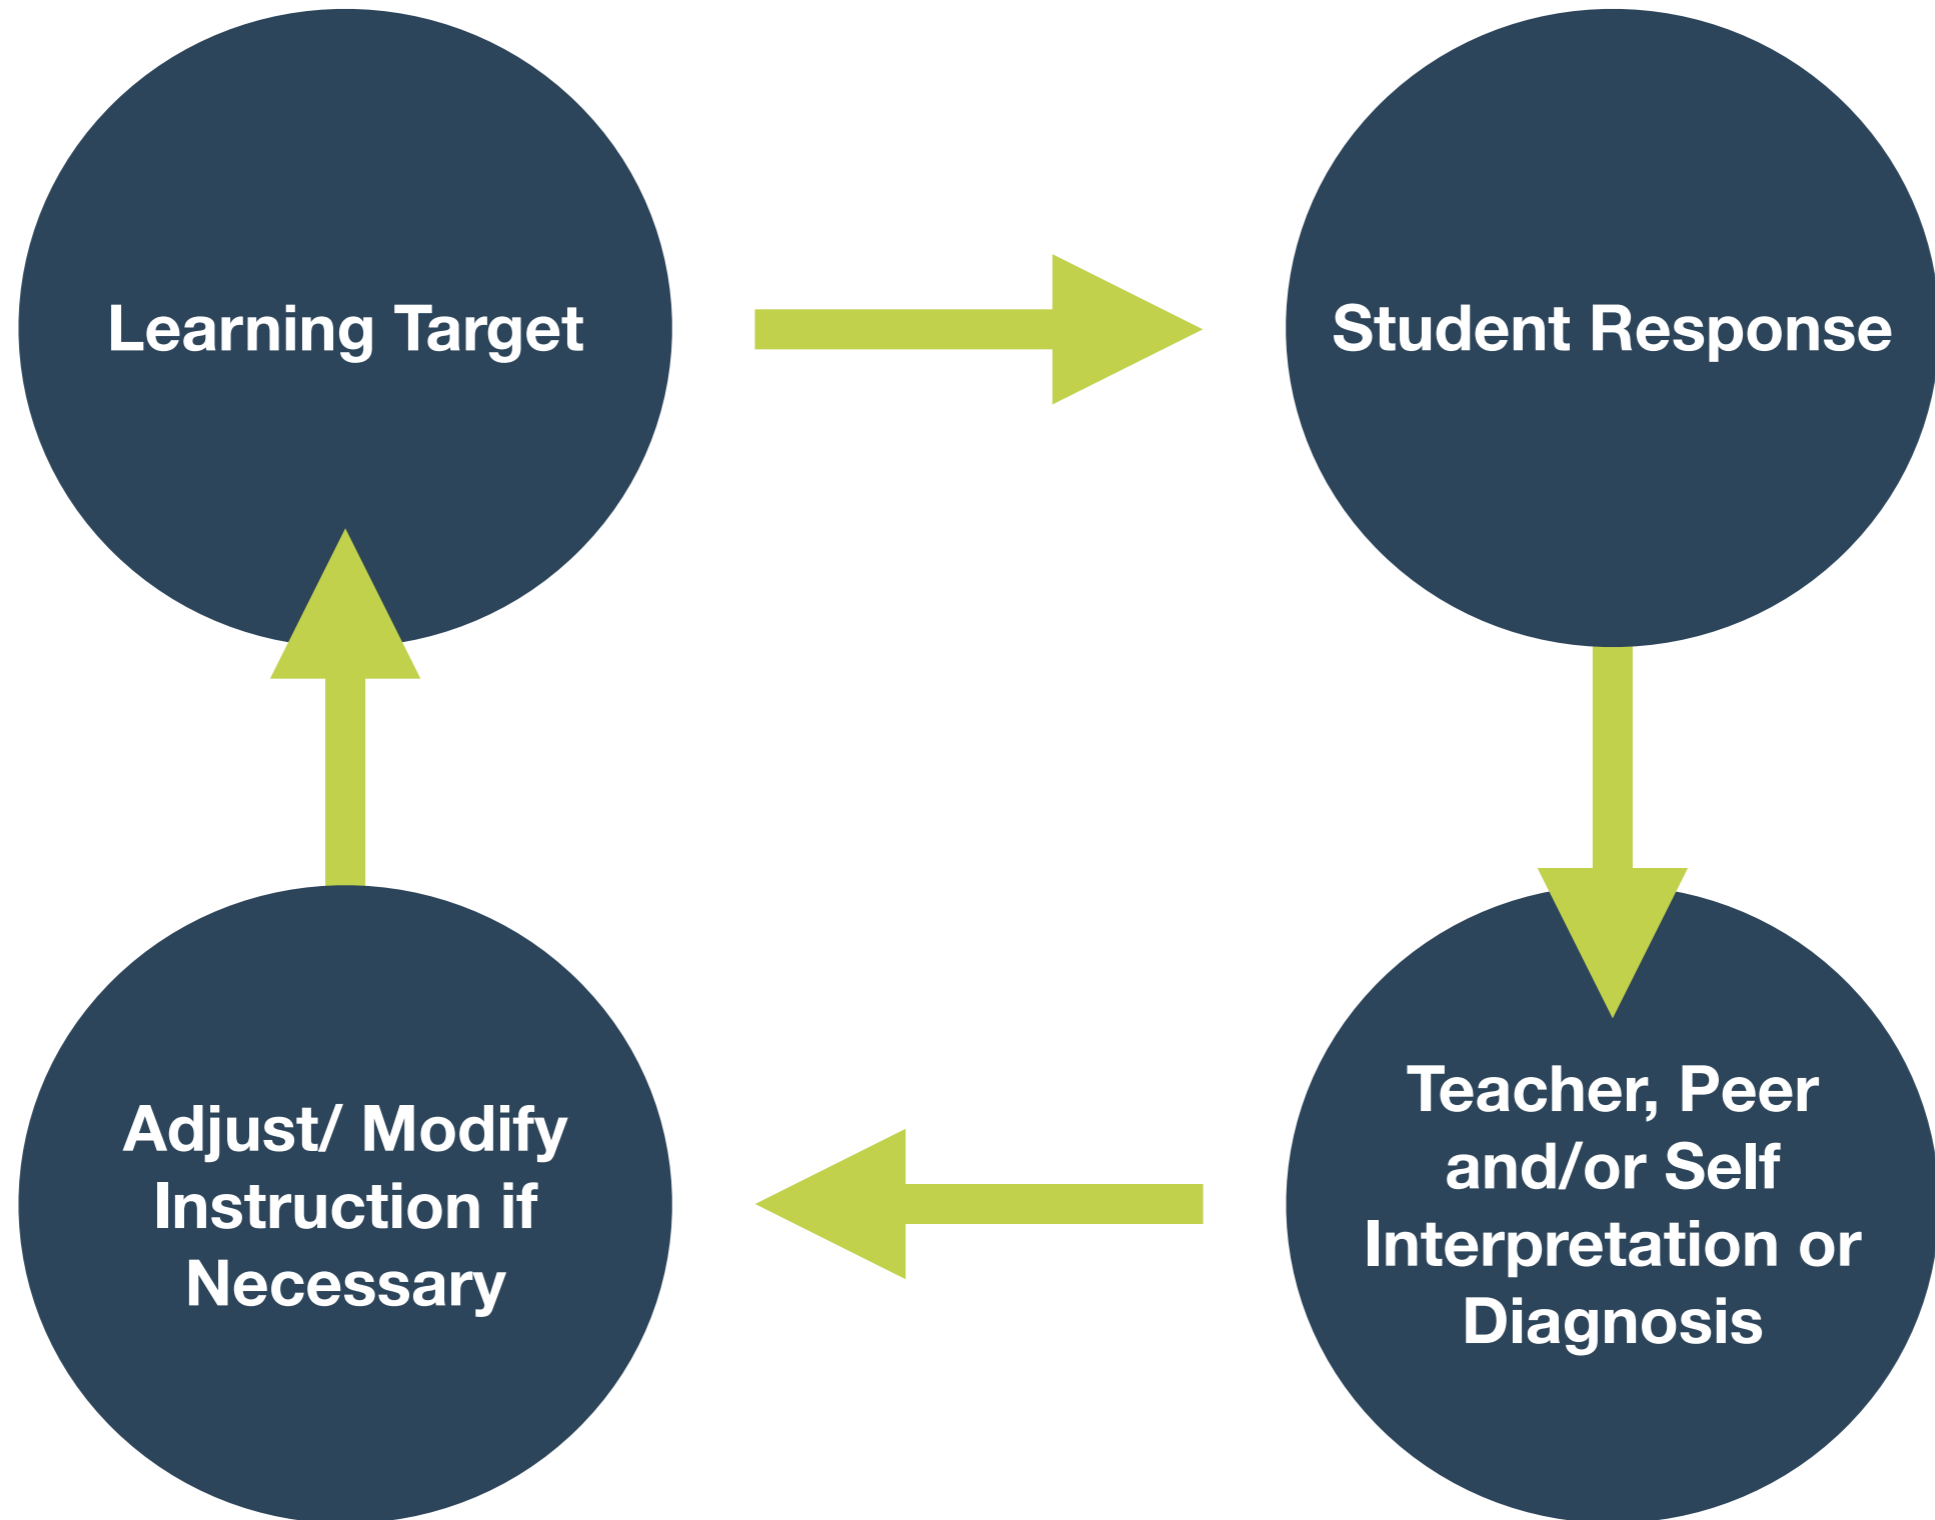 Learning Target
Student Response
Teacher, Peer
and/or Self
Interpretation or
Diagnosis
Adjust/ Modify
Instruction if
Necessary